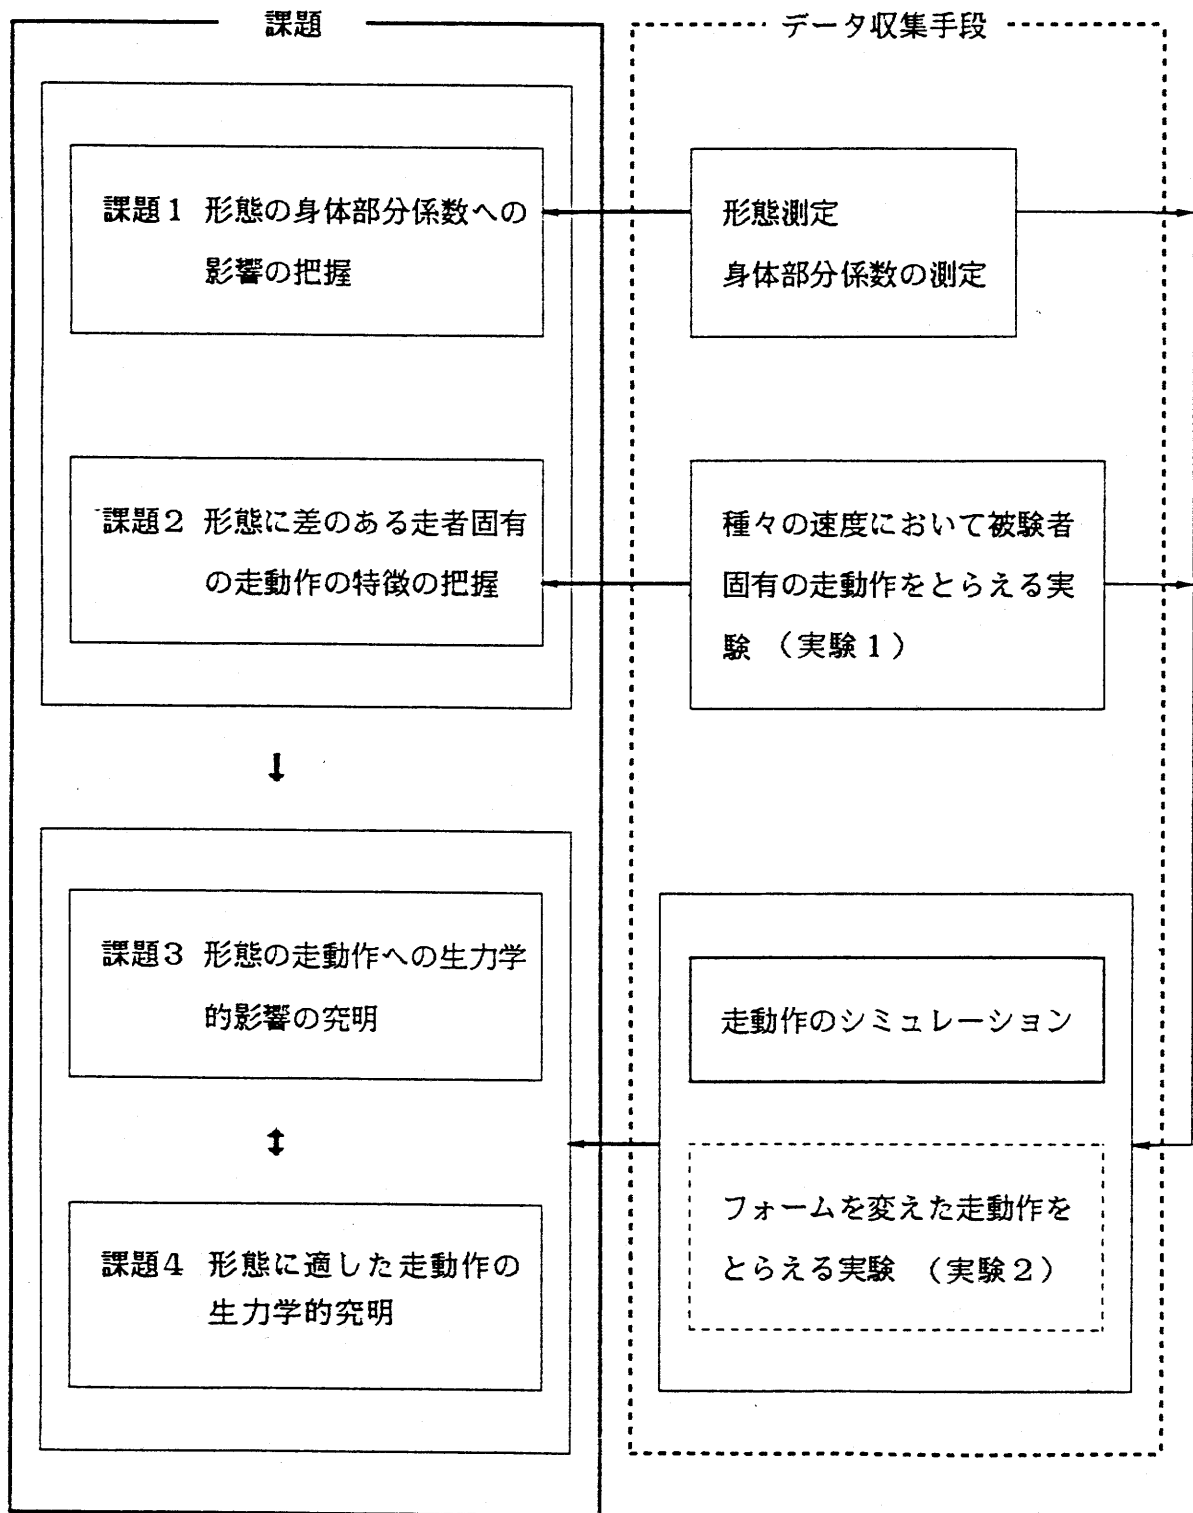 課題
データ収集手段
課題1 形態の身体部分係数への
影響の把握
形態測定
身体部分係数の測定
課題2 形態に差のある走者固有
の走動作の特徴の把握
種々の速度において被験者
固有の走動作をとらえる実
験 (実験1)
課題3 形態の走動作への生力学
的影響の究明
課題4 形態に適した走動作の
生力学的究明
走動作のシミュレーション
フォームを変えた走動作を
とらえる実験 (実験2)